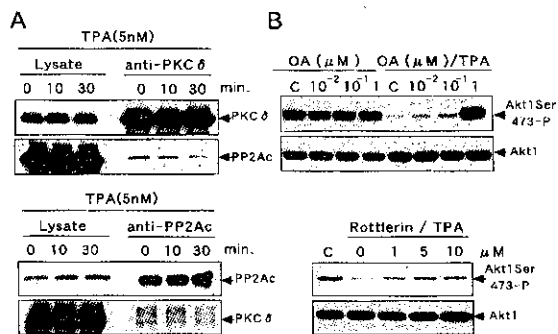 A
TPA(5nM)
Lysate anti-PKC δ
0 10 30 0 10 30 min.
PKC δ
PP2Ac
TPA(5nM)
Lysate anti-PP2Ac
0 10 30 0 10 30 min.
PP2Ac
PKC δ
B
OA (μM) OA (μM)/TPA
C 10⁻² 10⁻¹ 1 C 10⁻² 10⁻¹ 1
Akt1Ser
473-P
Akt1
Rottlerin / TPA
C 0 1 5 10 μM
Akt1Ser
473-P
Akt1